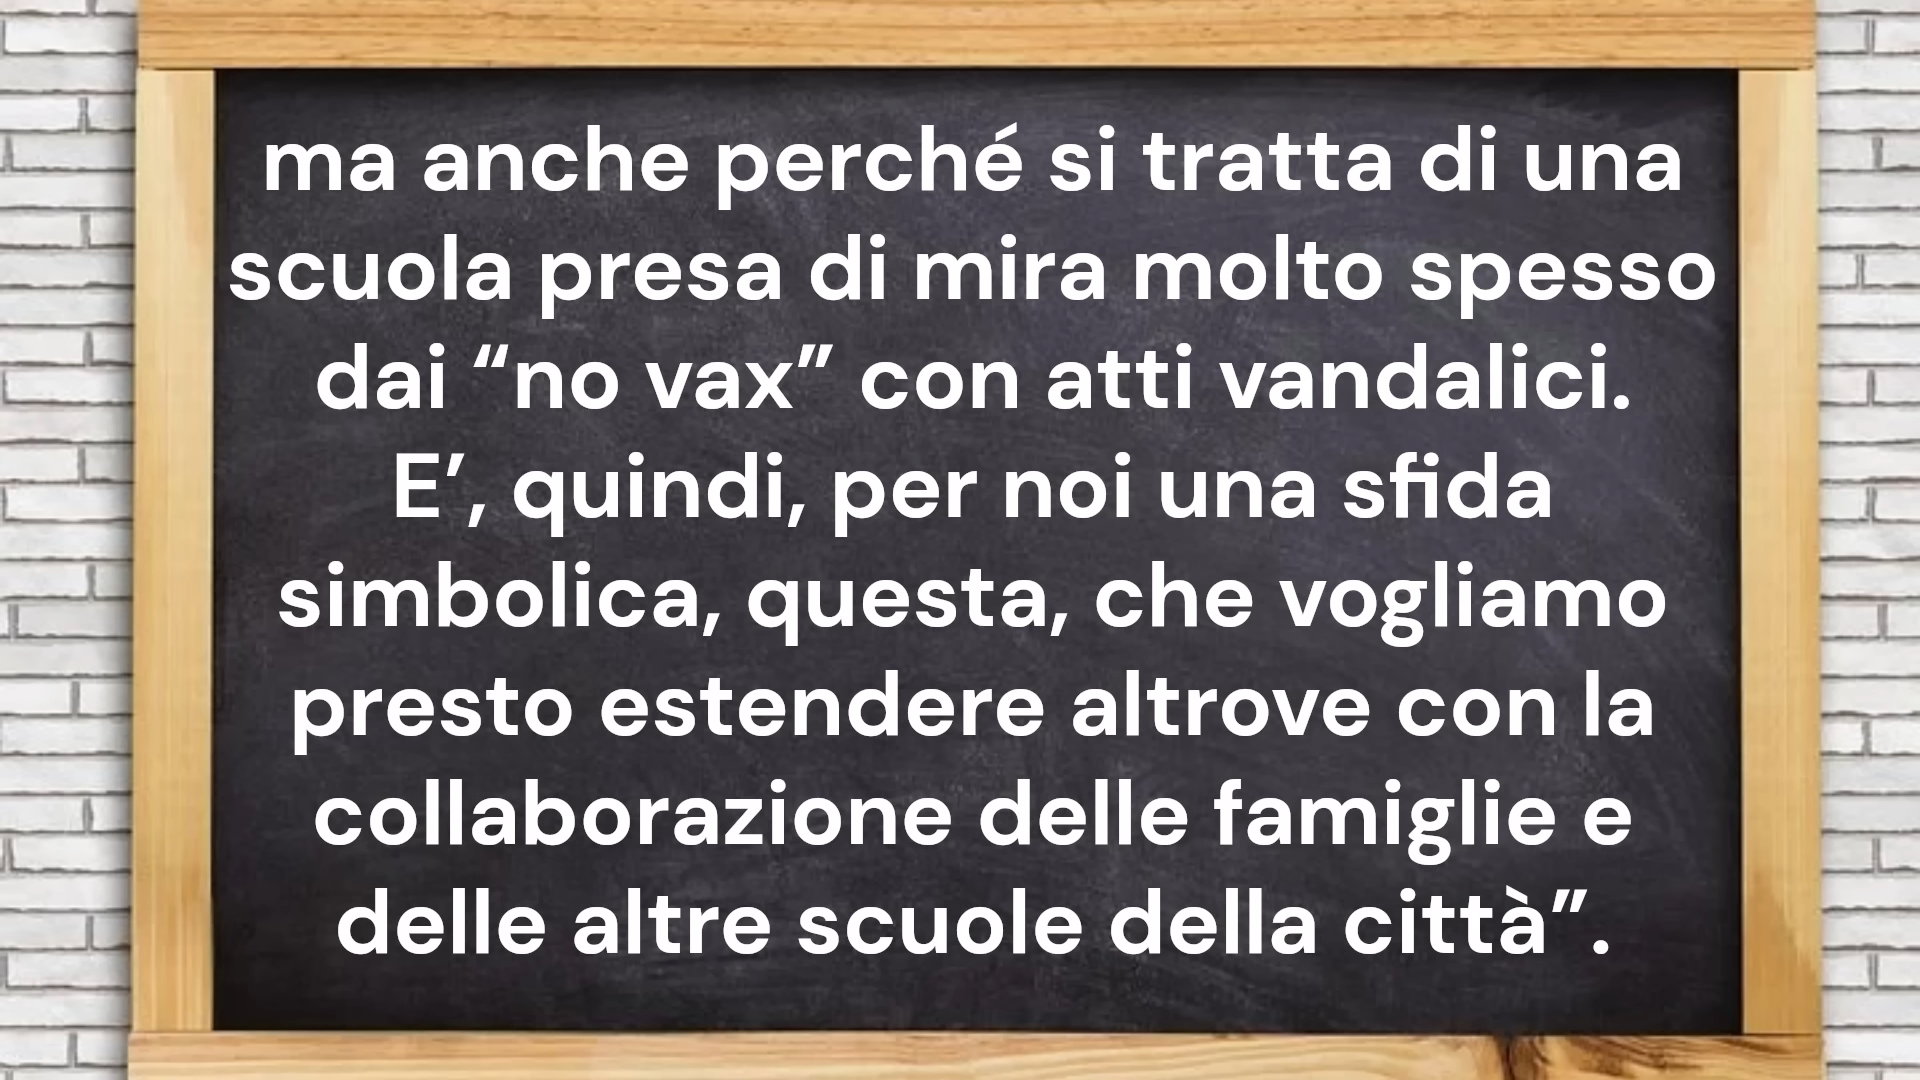 ma anche perché si tratta di una
scuola presa di mira molto spesso
dai “no vax” con atti vandalici.
E’, quindi, per noi una sfida
simbolica, questa, che vogliamo
presto estendere altrove con la
collaborazione delle famiglie e
delle altre scuole della città”.